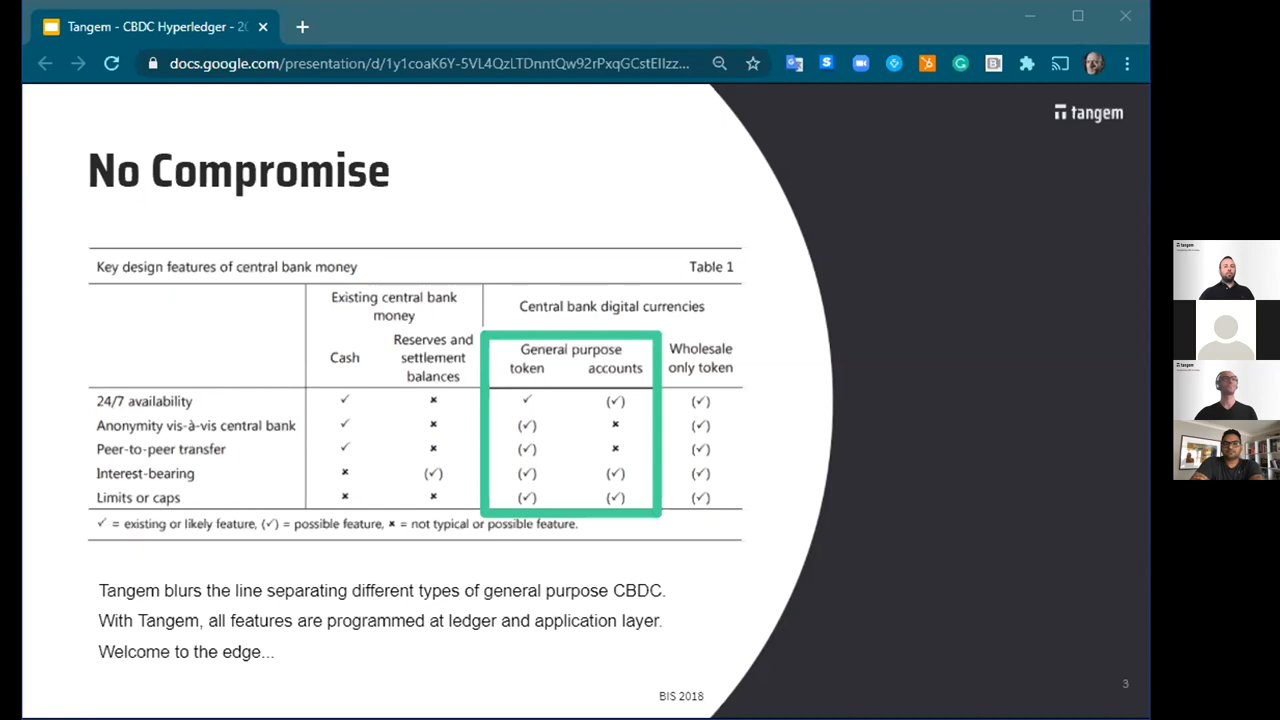 Tangem - CBDC Hyperledger - 20
docs.google.com/presentation/d/1y1coaK6Y-5VL4QzLTDnntQw92rPxqGCstEIIzz...
tangem
No Compromise
Key design features of central bank money Table 1
Existing central bank money Central bank digital currencies
Cash Reserves and settlement balances General purpose token accounts Wholesale only token
24/7 availability ✓ × ✓ (✓) (✓)
Anonymity vis-à-vis central bank ✓ × (✓) × (✓)
Peer-to-peer transfer ✓ × (✓) × (✓)
Interest-bearing × (✓) (✓) (✓) (✓)
Limits or caps × × (✓) (✓) (✓)
✓ = existing or likely feature, (✓) = possible feature, × = not typical or possible feature.
Tangem blurs the line separating different types of general purpose CBDC.
With Tangem, all features are programmed at ledger and application layer.
Welcome to the edge...
BIS 2018
3